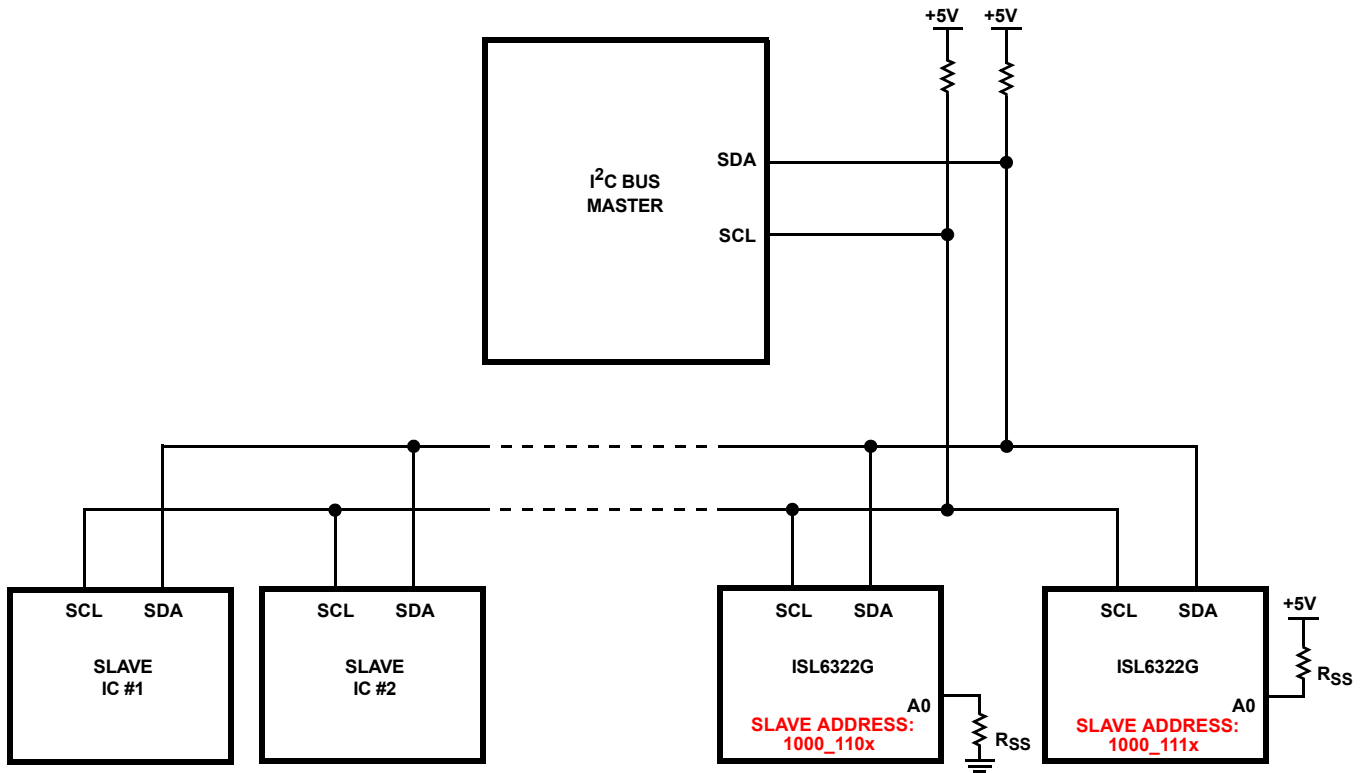 +5V +5V
I²C BUS
MASTER
SDA
SCL
SCL SDA
SLAVE
IC #1
SCL SDA
SLAVE
IC #2
SCL SDA
ISL6322G
A0
SLAVE ADDRESS:
1000_110x
RSS
SCL SDA
ISL6322G
A0
SLAVE ADDRESS:
1000_111x
+5V
RSS